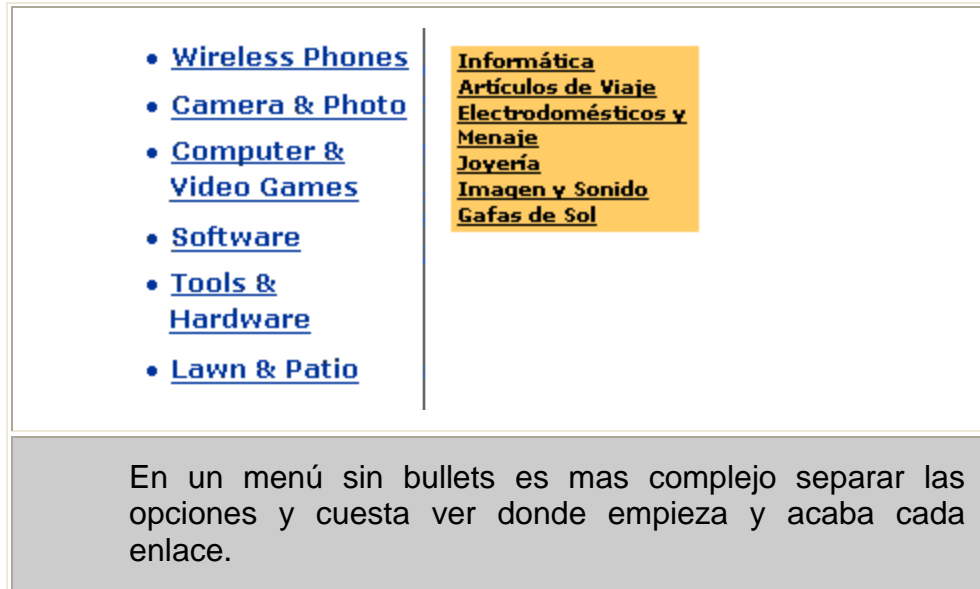 • Wireless Phones
• Camera & Photo
• Computer &
Video Games
• Software
• Tools &
Hardware
• Lawn & Patio
Informática
Artículos de Viaje
Electrodomésticos y
Menaje
Joyería
Imagen y Sonido
Gafas de Sol
En un menú sin bullets es mas complejo separar las
opciones y cuesta ver donde empieza y acaba cada
enlace.